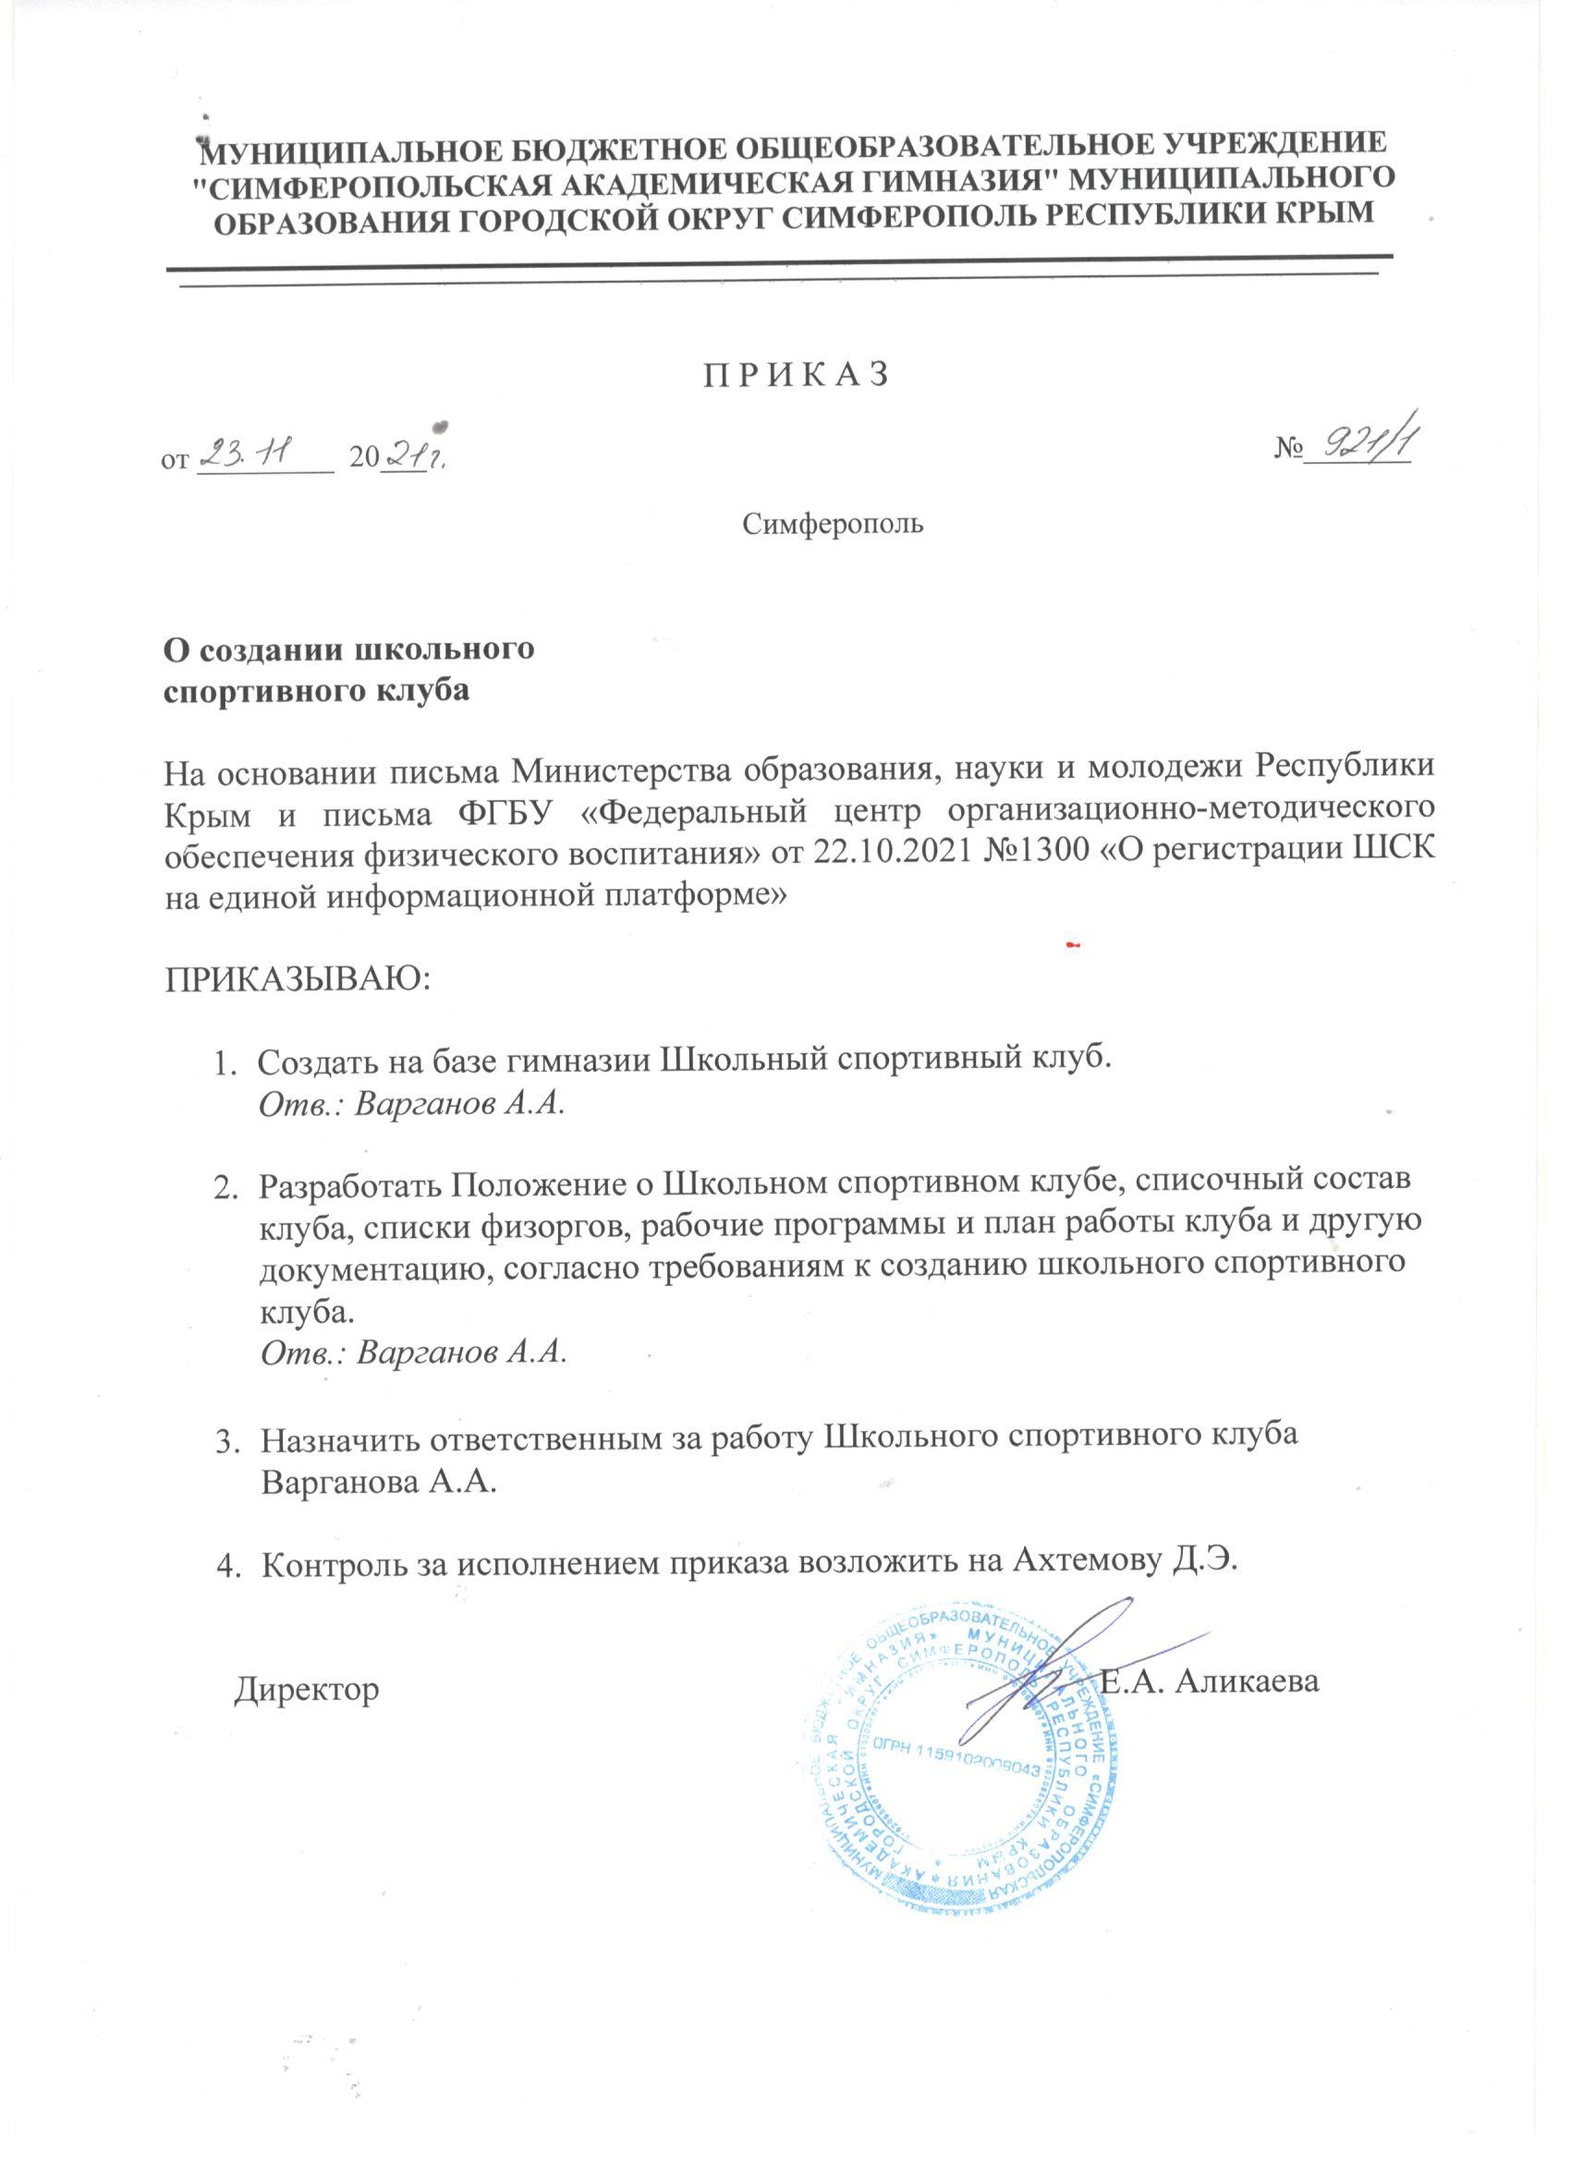 МУНИЦИПАЛЬНОЕ БЮДЖЕТНОЕ ОБЩЕОБРАЗОВАТЕЛЬНОЕ УЧРЕЖДЕНИЕ
"СИМФЕРОПОЛЬСКАЯ АКАДЕМИЧЕСКАЯ ГИМНАЗИЯ" МУНИЦИПАЛЬНОГО
ОБРАЗОВАНИЯ ГОРОДСКОЙ ОКРУГ СИМФЕРОПОЛЬ РЕСПУБЛИКИ КРЫМ
П Р И К А З
от 23.11 2021г. № 921/1
Симферополь
О создании школьного
спортивного клуба
На основании письма Министерства образования, науки и молодежи Республики
Крым и письма ФГБУ «Федеральный центр организационно-методического
обеспечения физического воспитания» от 22.10.2021 №1300 «О регистрации ШСК
на единой информационной платформе»
ПРИКАЗЫВАЮ:
1. Создать на базе гимназии Школьный спортивный клуб.
Отв.: Варганов А.А.
2. Разработать Положение о Школьном спортивном клубе, списочный состав
клуба, списки физоргов, рабочие программы и план работы клуба и другую
документацию, согласно требованиям к созданию школьного спортивного
клуба.
Отв.: Варганов А.А.
3. Назначить ответственным за работу Школьного спортивного клуба
Варганова А.А.
4. Контроль за исполнением приказа возложить на Ахтемову Д.Э.
Директор Е.А. Аликаева
МУНИЦИПАЛЬНОЕ БЮДЖЕТНОЕ ОБЩЕОБРАЗОВАТЕЛЬНОЕ УЧРЕЖДЕНИЕ «СИМФЕРОПОЛЬСКАЯ
АКАДЕМИЧЕСКАЯ ГИМНАЗИЯ» МУНИЦИПАЛЬНОГО ОБРАЗОВАНИЯ
ГОРОДСКОЙ ОКРУГ СИМФЕРОПОЛЬ РЕСПУБЛИКИ КРЫМ
ОГРН 1159102009043